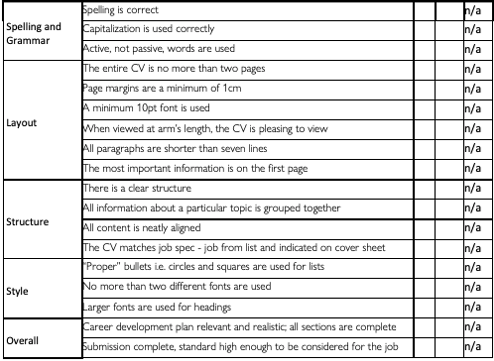 Spelling and Grammar
Spelling is correct n/a
Capitalization is used correctly n/a
Active, not passive, words are used n/a
Layout
The entire CV is no more than two pages n/a
Page margins are a minimum of 1cm n/a
A minimum 10pt font is used n/a
When viewed at arm's length, the CV is pleasing to view n/a
All paragraphs are shorter than seven lines n/a
The most important information is on the first page n/a
Structure
There is a clear structure n/a
All information about a particular topic is grouped together n/a
All content is neatly aligned n/a
The CV matches job spec - job from list and indicated on cover sheet n/a
Style
"Proper" bullets i.e. circles and squares are used for lists n/a
No more than two different fonts are used n/a
Larger fonts are used for headings n/a
Overall
Career development plan relevant and realistic; all sections are complete n/a
Submission complete, standard high enough to be considered for the job n/a